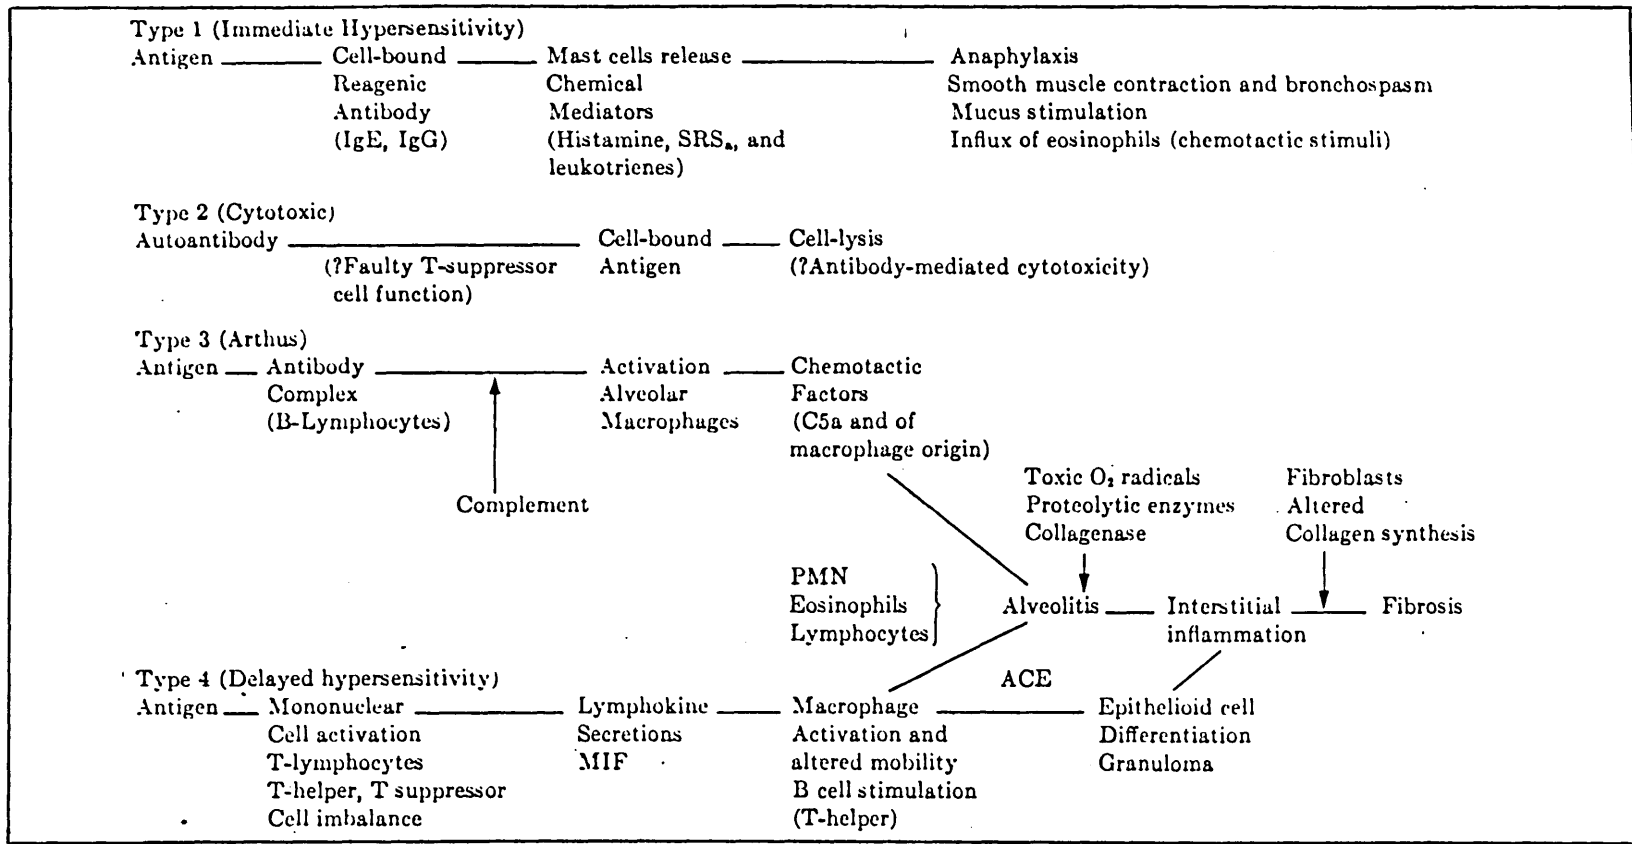 Type 1 (Immediate Hypersensitivity)
Antigen Cell-bound Mast cells release Anaphylaxis
Reagenic Chemical Smooth muscle contraction and bronchospasm
Antibody Mediators Mucus stimulation
(IgE, IgG) (Histamine, SRSₐ, and Influx of eosinophils (chemotactic stimuli)
leukotrienes)
Type 2 (Cytotoxic)
Autoantibody Cell-bound Cell-lysis
(?Faulty T-suppressor Antigen (?Antibody-mediated cytotoxicity)
cell function)
Type 3 (Arthus)
Antigen Antibody Activation Chemotactic
Complex Alveolar Factors
(B-Lymphocytes) Macrophages (C5a and of
macrophage origin)
Toxic O₂ radicals Fibroblasts
Complement Proteolytic enzymes Altered
Collagenase Collagen synthesis
PMN
Eosinophils Alveolitis Interstitial Fibrosis
Lymphocytes inflammation
Type 4 (Delayed hypersensitivity) ACE
Antigen Mononuclear Lymphokine Macrophage Epithelioid cell
Cell activation Secretions Activation and Differentiation
T-lymphocytes MIF altered mobility Granuloma
T-helper, T suppressor B cell stimulation
Cell imbalance (T-helper)